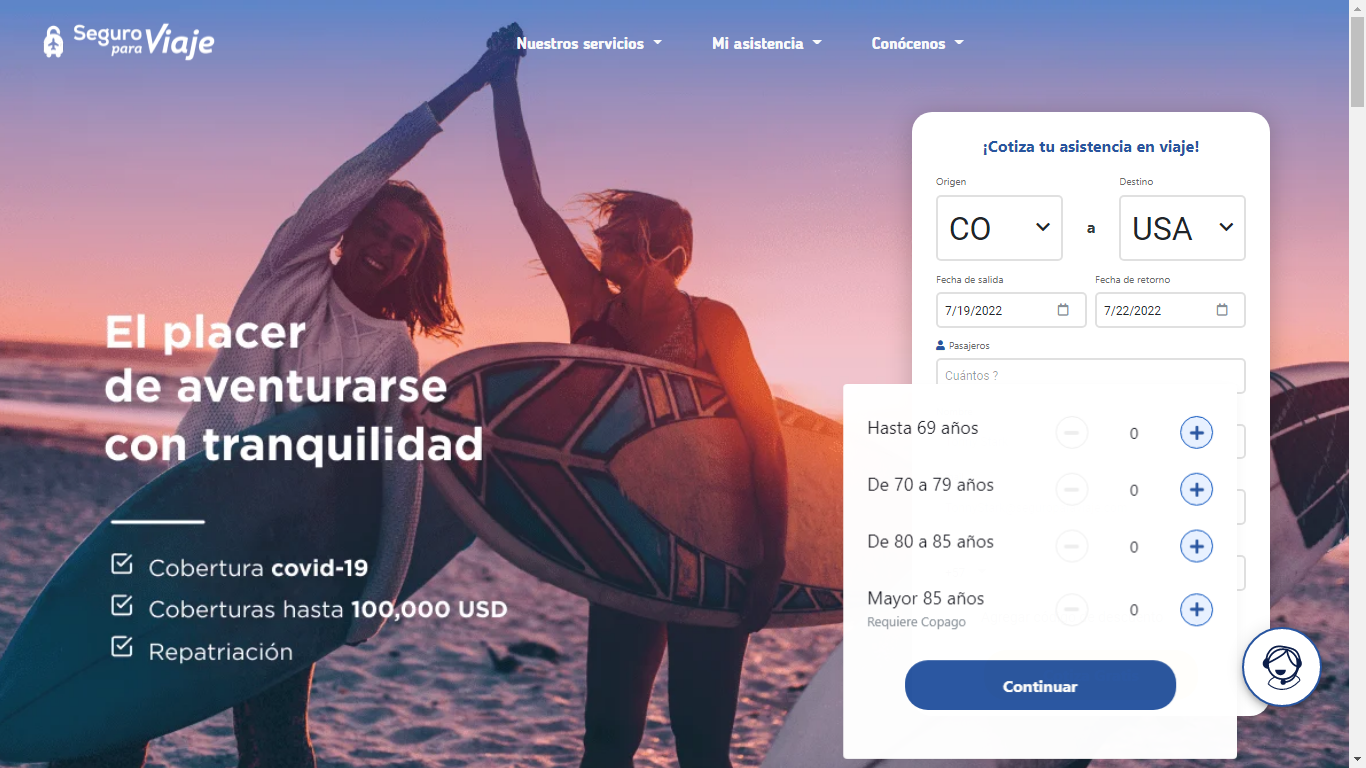 Seguro
para Viaje
Nuestros servicios
Mi asistencia
Conócenos
¡Cotiza tu asistencia en viaje!
Origen
Destino
CO
a
USA
Fecha de salida
Fecha de retorno
7/19/2022
7/22/2022
Pasajeros
Cuántos ?
El placer
de aventurarse
con tranquilidad
Cobertura covid-19
Coberturas hasta 100,000 USD
Repatriación
Hasta 69 años
0
De 70 a 79 años
0
De 80 a 85 años
0
Mayor 85 años
0
Requiere Copago
Continuar